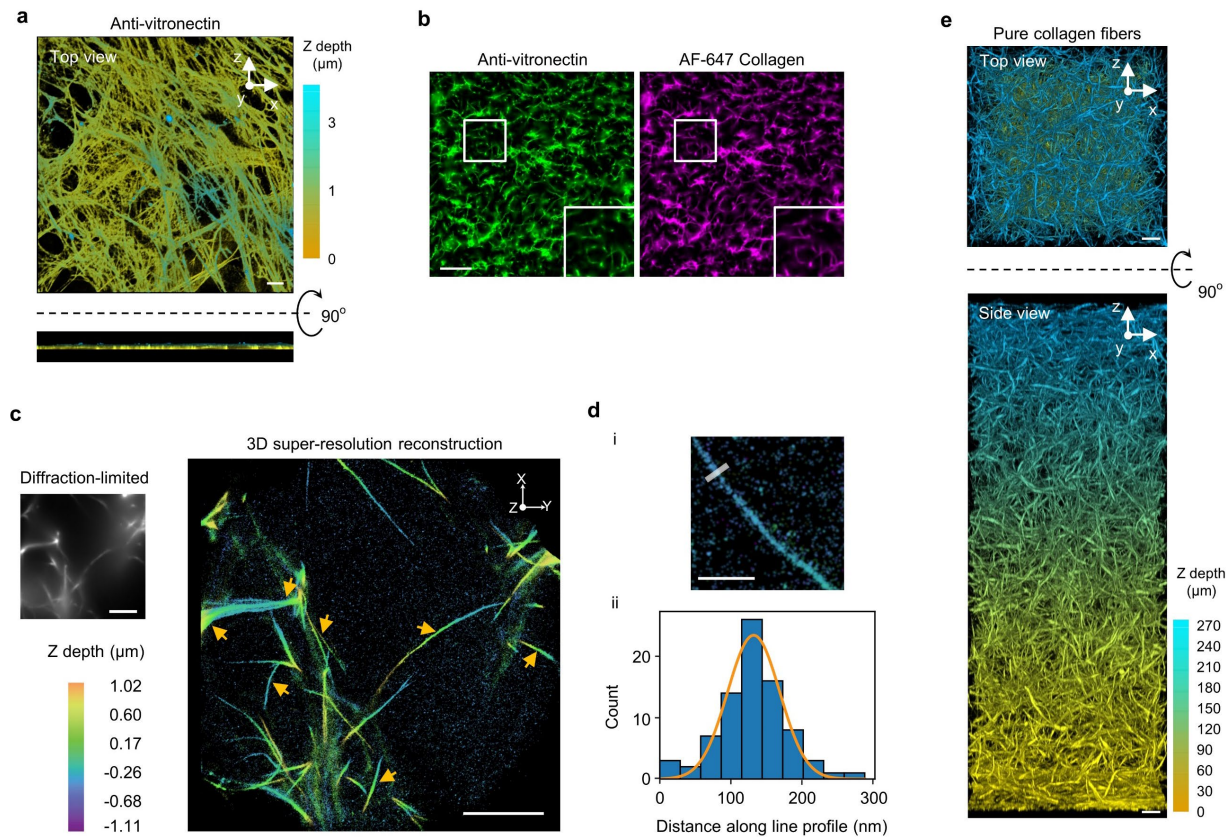 a
Anti-vitronectin
Top view
z
x
y
Z depth
(µm)
3
1
0
90°
b
Anti-vitronectin
AF-647 Collagen
c
Diffraction-limited
Z depth (µm)
1.02
0.60
0.17
-0.26
-0.68
-1.11
3D super-resolution reconstruction
X
Z
Y
d
i
ii
Count
20
10
0
0
100
200
300
Distance along line profile (nm)
e
Pure collagen fibers
Top view
z
y
x
90°
Side view
z
y
x
Z depth
(µm)
270
240
210
180
150
120
90
60
30
0